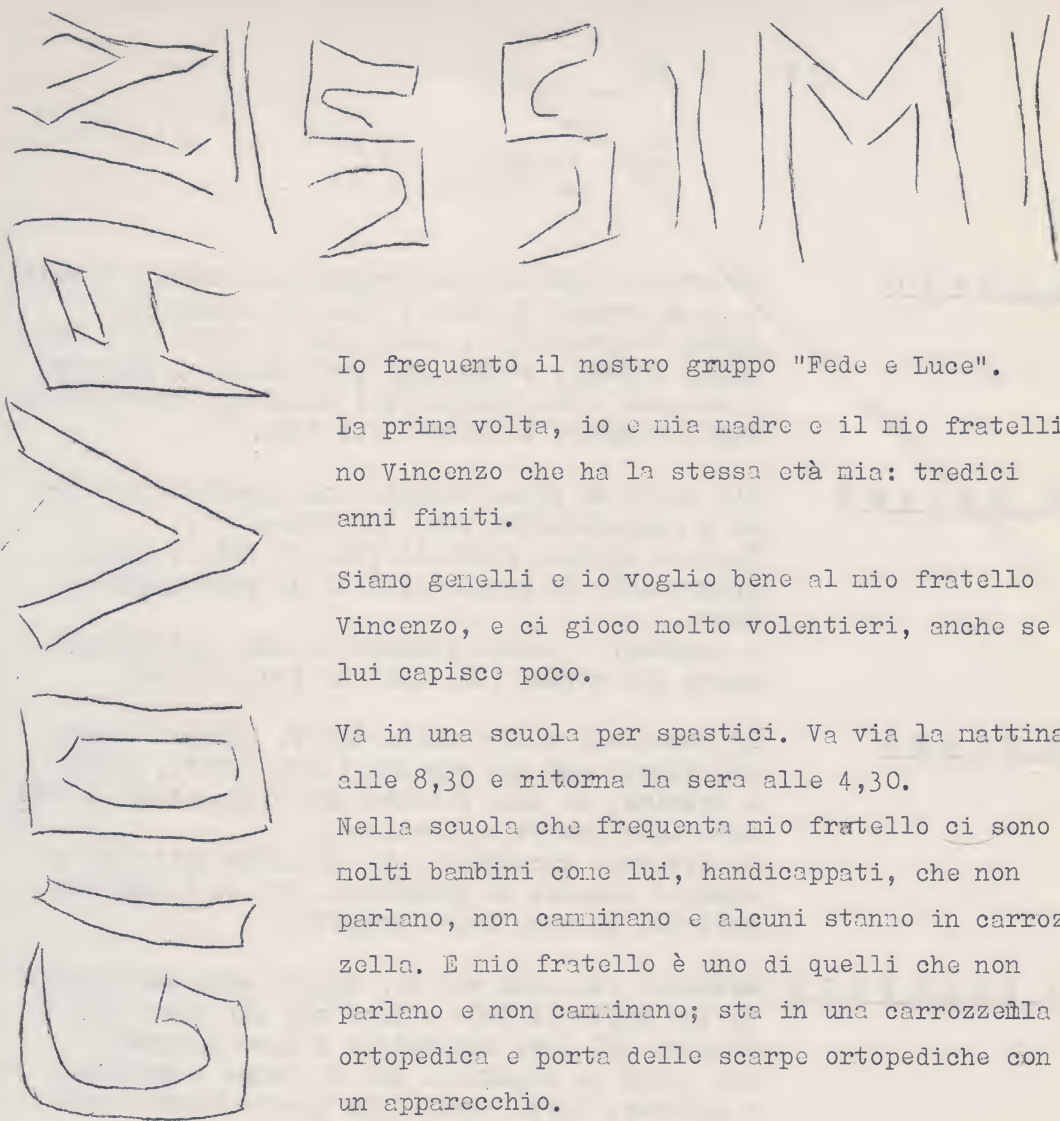 GIOVANISSIMI
Io frequento il nostro gruppo "Fede e Luce".
La prima volta, io e mia madre e il mio fratelli
no Vincenzo che ha la stessa età mia: tredici
anni finiti.
Siamo gemelli e io voglio bene al mio fratello
Vincenzo, e ci gioco molto volentieri, anche se
lui capisce poco.
Va in una scuola per spastici. Va via la mattina
alle 8,30 e ritorna la sera alle 4,30.
Nella scuola che frequenta mio fratello ci sono
molti bambini come lui, handicappati, che non
parlano, non camminano e alcuni stanno in carroz
zella. E mio fratello è uno di quelli che non
parlano e non camminano; sta in una carrozzella
ortopedica e porta delle scarpe ortopediche con
un apparecchio.